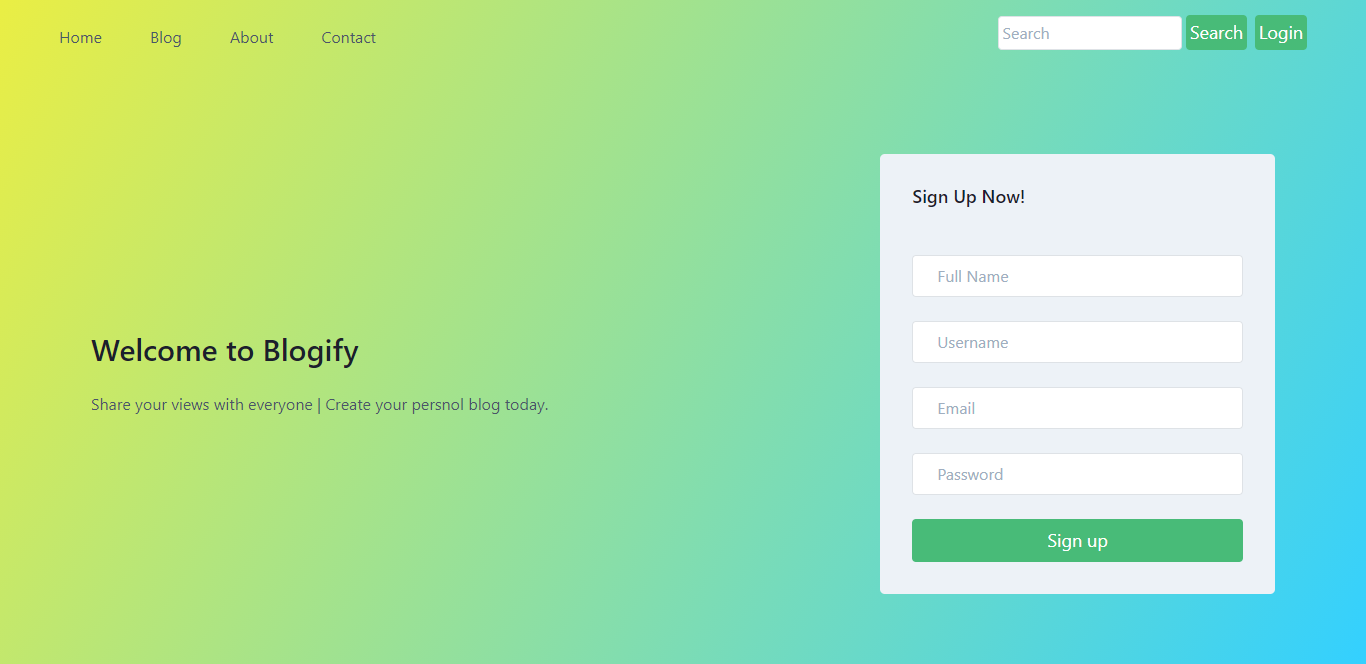 Home Blog About Contact Search Search Login
Sign Up Now!
Full Name
Username
Welcome to Blogify
Share your views with everyone | Create your persnol blog today.
Email
Password
Sign up